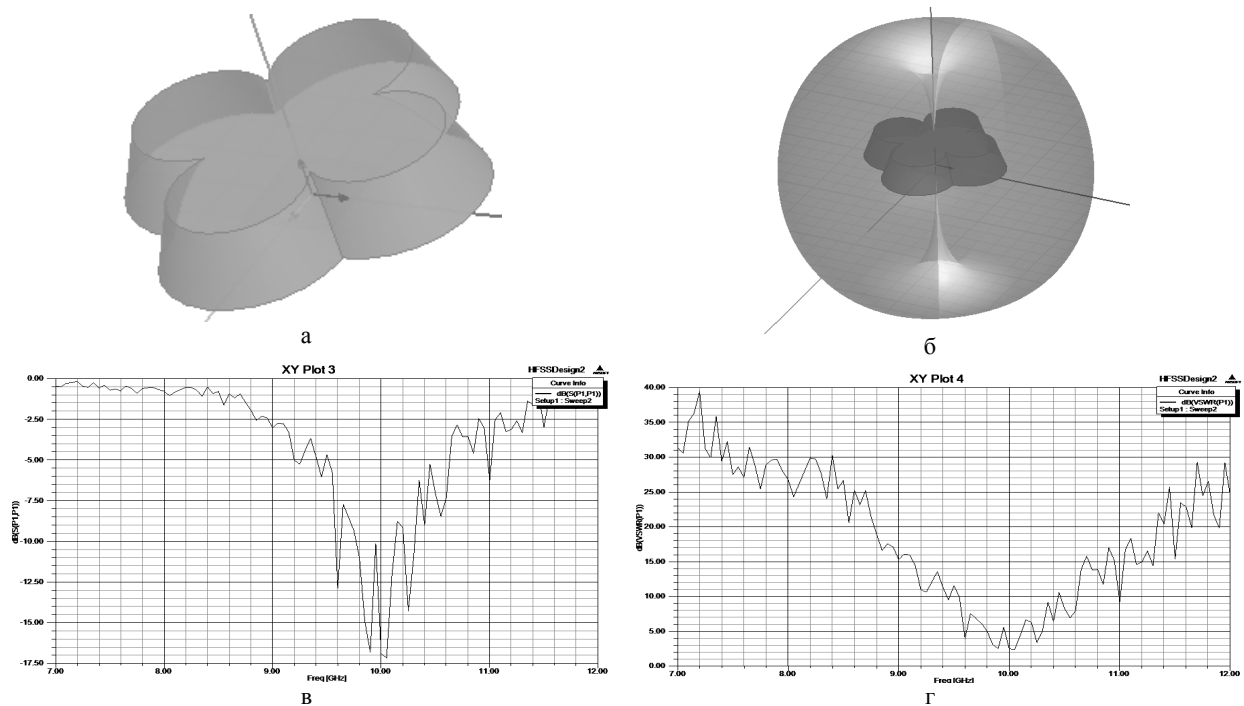 а
б
XY Plot 3
HFSSDesign2
ANSOFT
Curve Info
dB(S(P1,P1))
Setup1 : Sweep2
0.00
-2.50
-5.00
-7.50
-10.00
-12.50
-15.00
-17.50
dB(S(P1,P1))
7.00 8.00 9.00 10.00 11.00 12.00
Freq [GHz]
в
XY Plot 4
HFSSDesign2
ANSOFT
Curve Info
dB(VSWR(P1))
Setup1 : Sweep2
40.00
35.00
30.00
25.00
20.00
15.00
10.00
5.00
0.00
dB(VSWR(P1))
7.00 8.00 9.00 10.00 11.00 12.00
Freq [GHz]
г